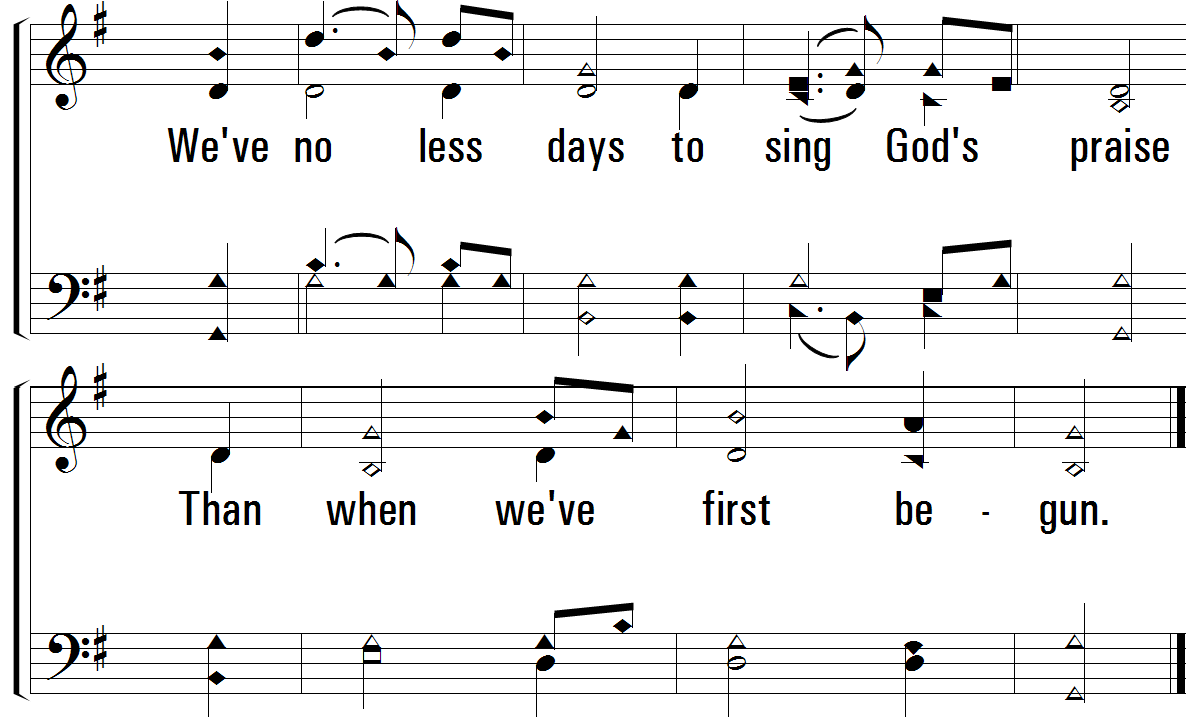 We've no less days to sing God's praise
Than when we've first be - gun.